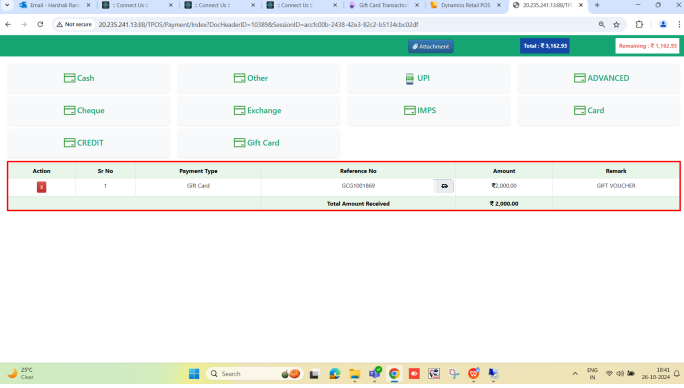 Email - Harshali Ran
:: Connect Us ::
:: Connect Us ::
:: Connect Us ::
Gift Card Transactio
Dynamics Retail POS
20.235.241.13:88/TPOS
Not secure
20.235.241.13:88/TPOS/Payment/Index?DocHeaderID=10389&SessionID=accfc00b-2438-42e3-82c2-b5134cbc02df
Attachment
Total : ₹ 3,162.93
Remaining : ₹ 1,162.93
Cash
Other
UPI
ADVANCED
Cheque
Exchange
IMPS
Card
CREDIT
Gift Card
Action Sr No Payment Type Reference No Amount Remark
X 1 Gift Card GCG1001869 ₹2,000.00 GIFT VOUCHER
Total Amount Received ₹ 2,000.00
25°C
Clear
Search
ENG
IN
18:41
26-10-2024